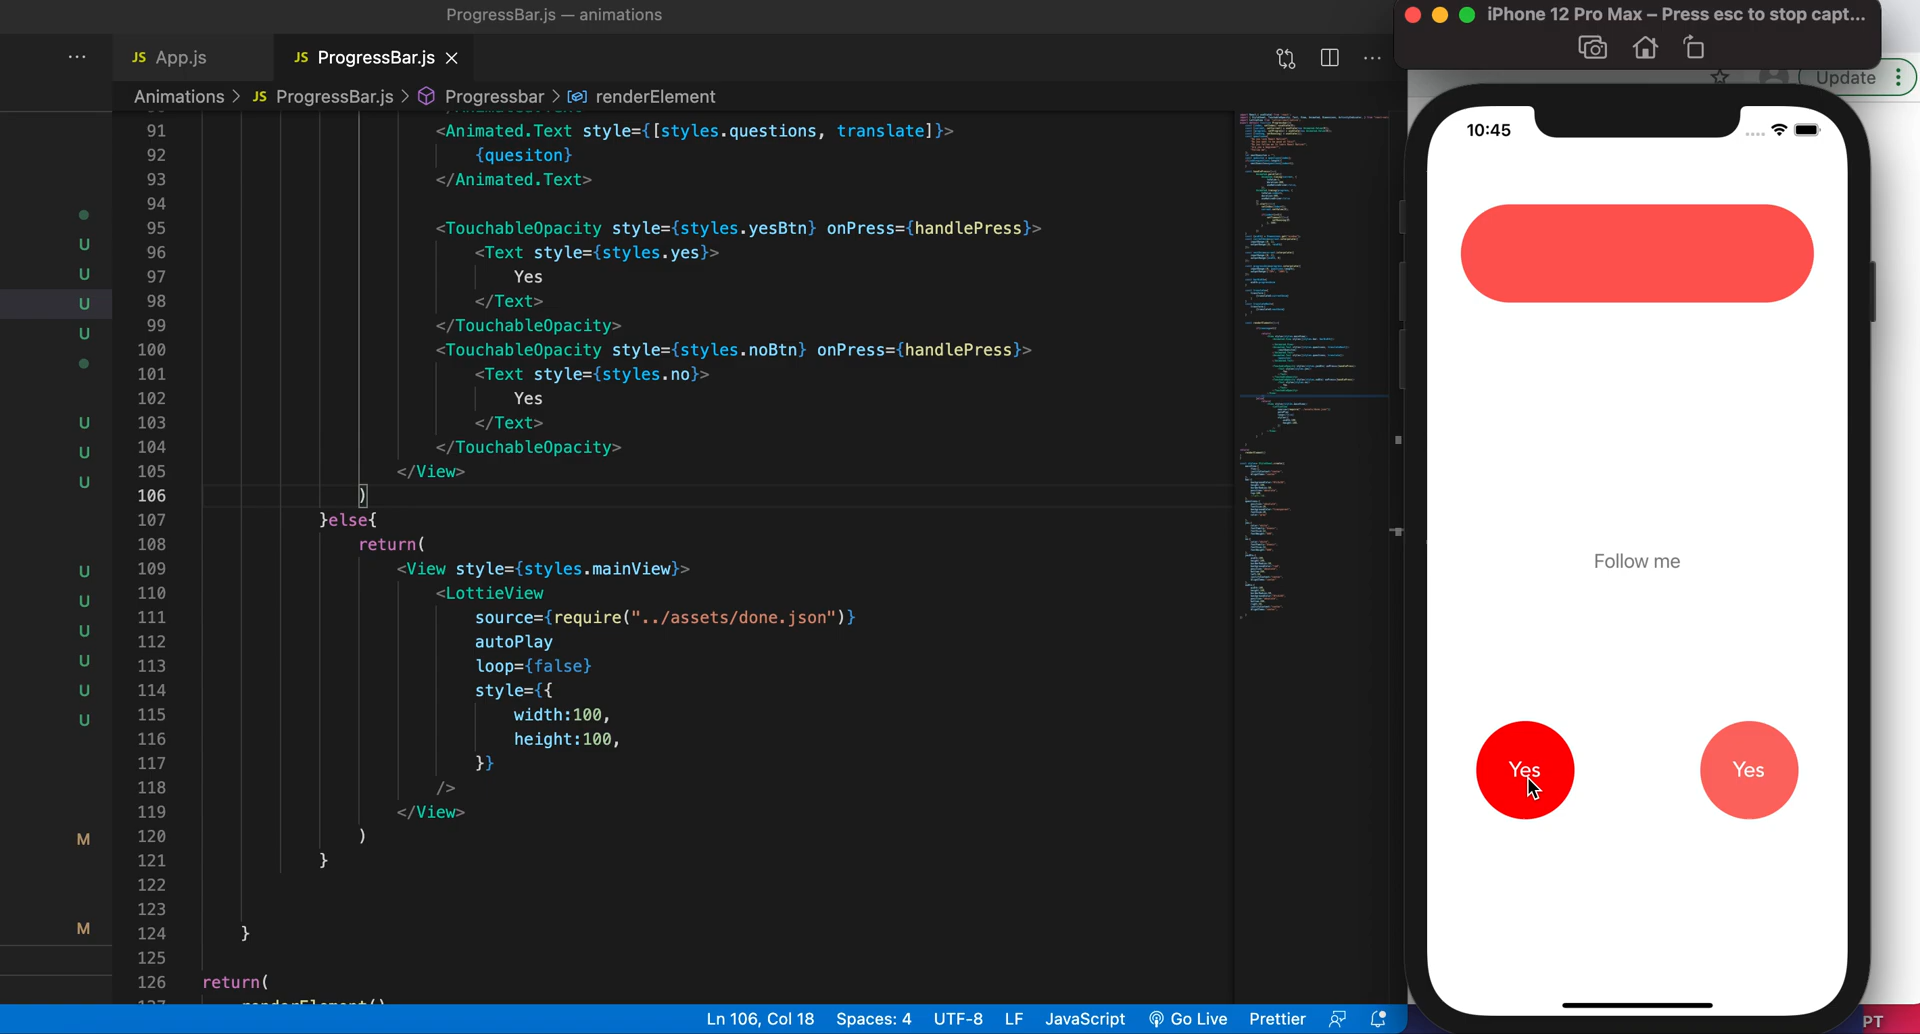 ProgressBar.js — animations
iPhone 12 Pro Max – Press esc to stop capt...
JS App.js
JS ProgressBar.js
Update
Animations > JS ProgressBar.js > Progressbar > renderElement
91 <Animated.Text style={[styles.questions, translate]}>
92 {quesiton}
93 </Animated.Text>
94
95 <TouchableOpacity style={styles.yesBtn} onPress={handlePress}>
96 <Text style={styles.yes}>
97 Yes
98 </Text>
99 </TouchableOpacity>
100 <TouchableOpacity style={styles.noBtn} onPress={handlePress}>
101 <Text style={styles.no}>
102 Yes
103 </Text>
104 </TouchableOpacity>
105 </View>
106 )
107 }else{
108 return(
109 <View style={styles.mainView}>
110 <LottieView
111 source={require("../assets/done.json")}
112 autoPlay
113 loop={false}
114 style={{
115 width:100,
116 height:100,
117 }}
118 />
119 </View>
120 )
121 }
122
123
124 }
125
126 return(
127 renderElement()
U
U
U
U
U
U
U
U
U
U
U
U
U
U
M
M
10:45
Follow me
Yes
Yes
Ln 106, Col 18
Spaces: 4
UTF-8
LF
JavaScript
Go Live
Prettier
PT